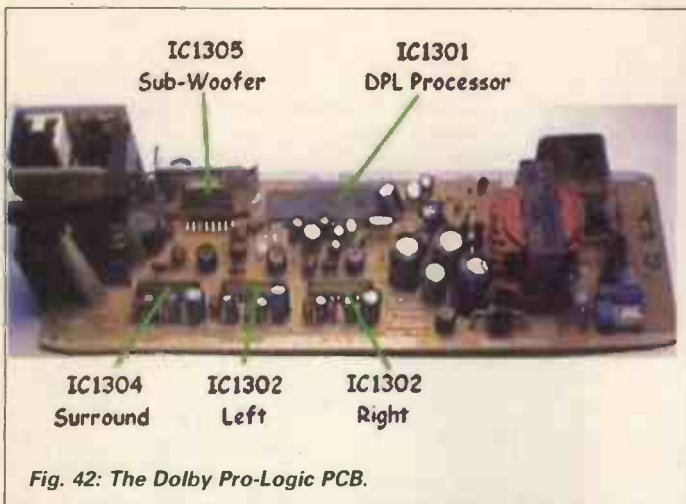 IC1305
Sub-Woofer
IC1301
DPL Processor
IC1304
Surround
IC1302
Left
IC1302
Right
Fig. 42: The Dolby Pro-Logic PCB.